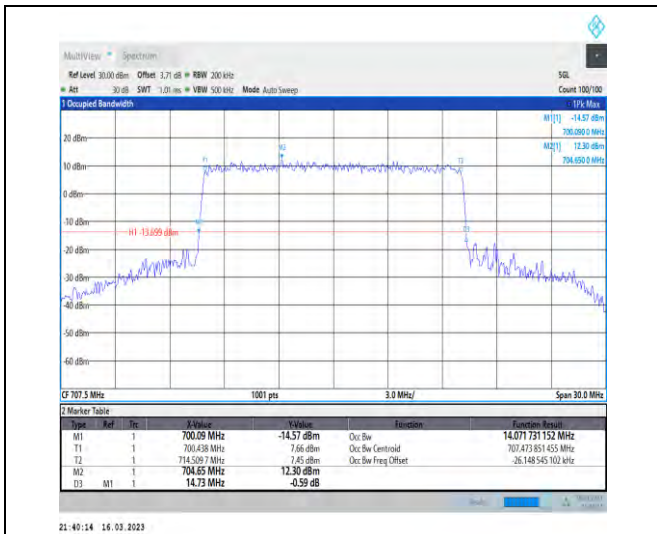 MultiView Spectrum
Ref Level 30.00 dBm Offset 3.71 dB RBW 200 kHz SGL
Att 30 dB SWT 1.01 ms VBW 500 kHz Mode Auto Sweep Count 100/100
1 Occupied Bandwidth 1Pk Max
M1[1] -14.57 dBm
700.090 0 MHz
M2[1] 12.30 dBm
704.650 0 MHz
20 dBm
M2
T1 T2
10 dBm
0 dBm
-10 dBm
M1
H1 -13.699 dBm
D3
-20 dBm
-30 dBm
-40 dBm
-50 dBm
-60 dBm
CF 707.5 MHz 1001 pts 3.0 MHz/ Span 30.0 MHz
2 Marker Table
Type Ref Trc X-Value Y-Value Function Function Result
M1 1 700.09 MHz -14.57 dBm Occ Bw 14.071 731 152 MHz
T1 1 700.438 MHz 7.66 dBm Occ Bw Centroid 707.473 851 455 MHz
T2 1 714.509 7 MHz 7.45 dBm Occ Bw Freq Offset -26.148 545 102 kHz
M2 1 704.65 MHz 12.30 dBm
D3 M1 1 14.73 MHz -0.59 dB
21:40:14 16.03.2023